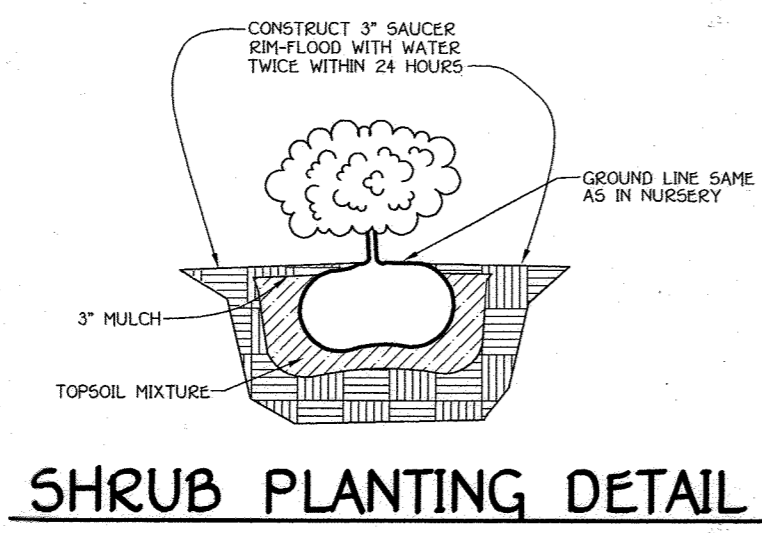 CONSTRUCT 3" SAUCER
RIM-FLOOD WITH WATER
TWICE WITHIN 24 HOURS
GROUND LINE SAME
AS IN NURSERY
3" MULCH
TOPSOIL MIXTURE
SHRUB PLANTING DETAIL